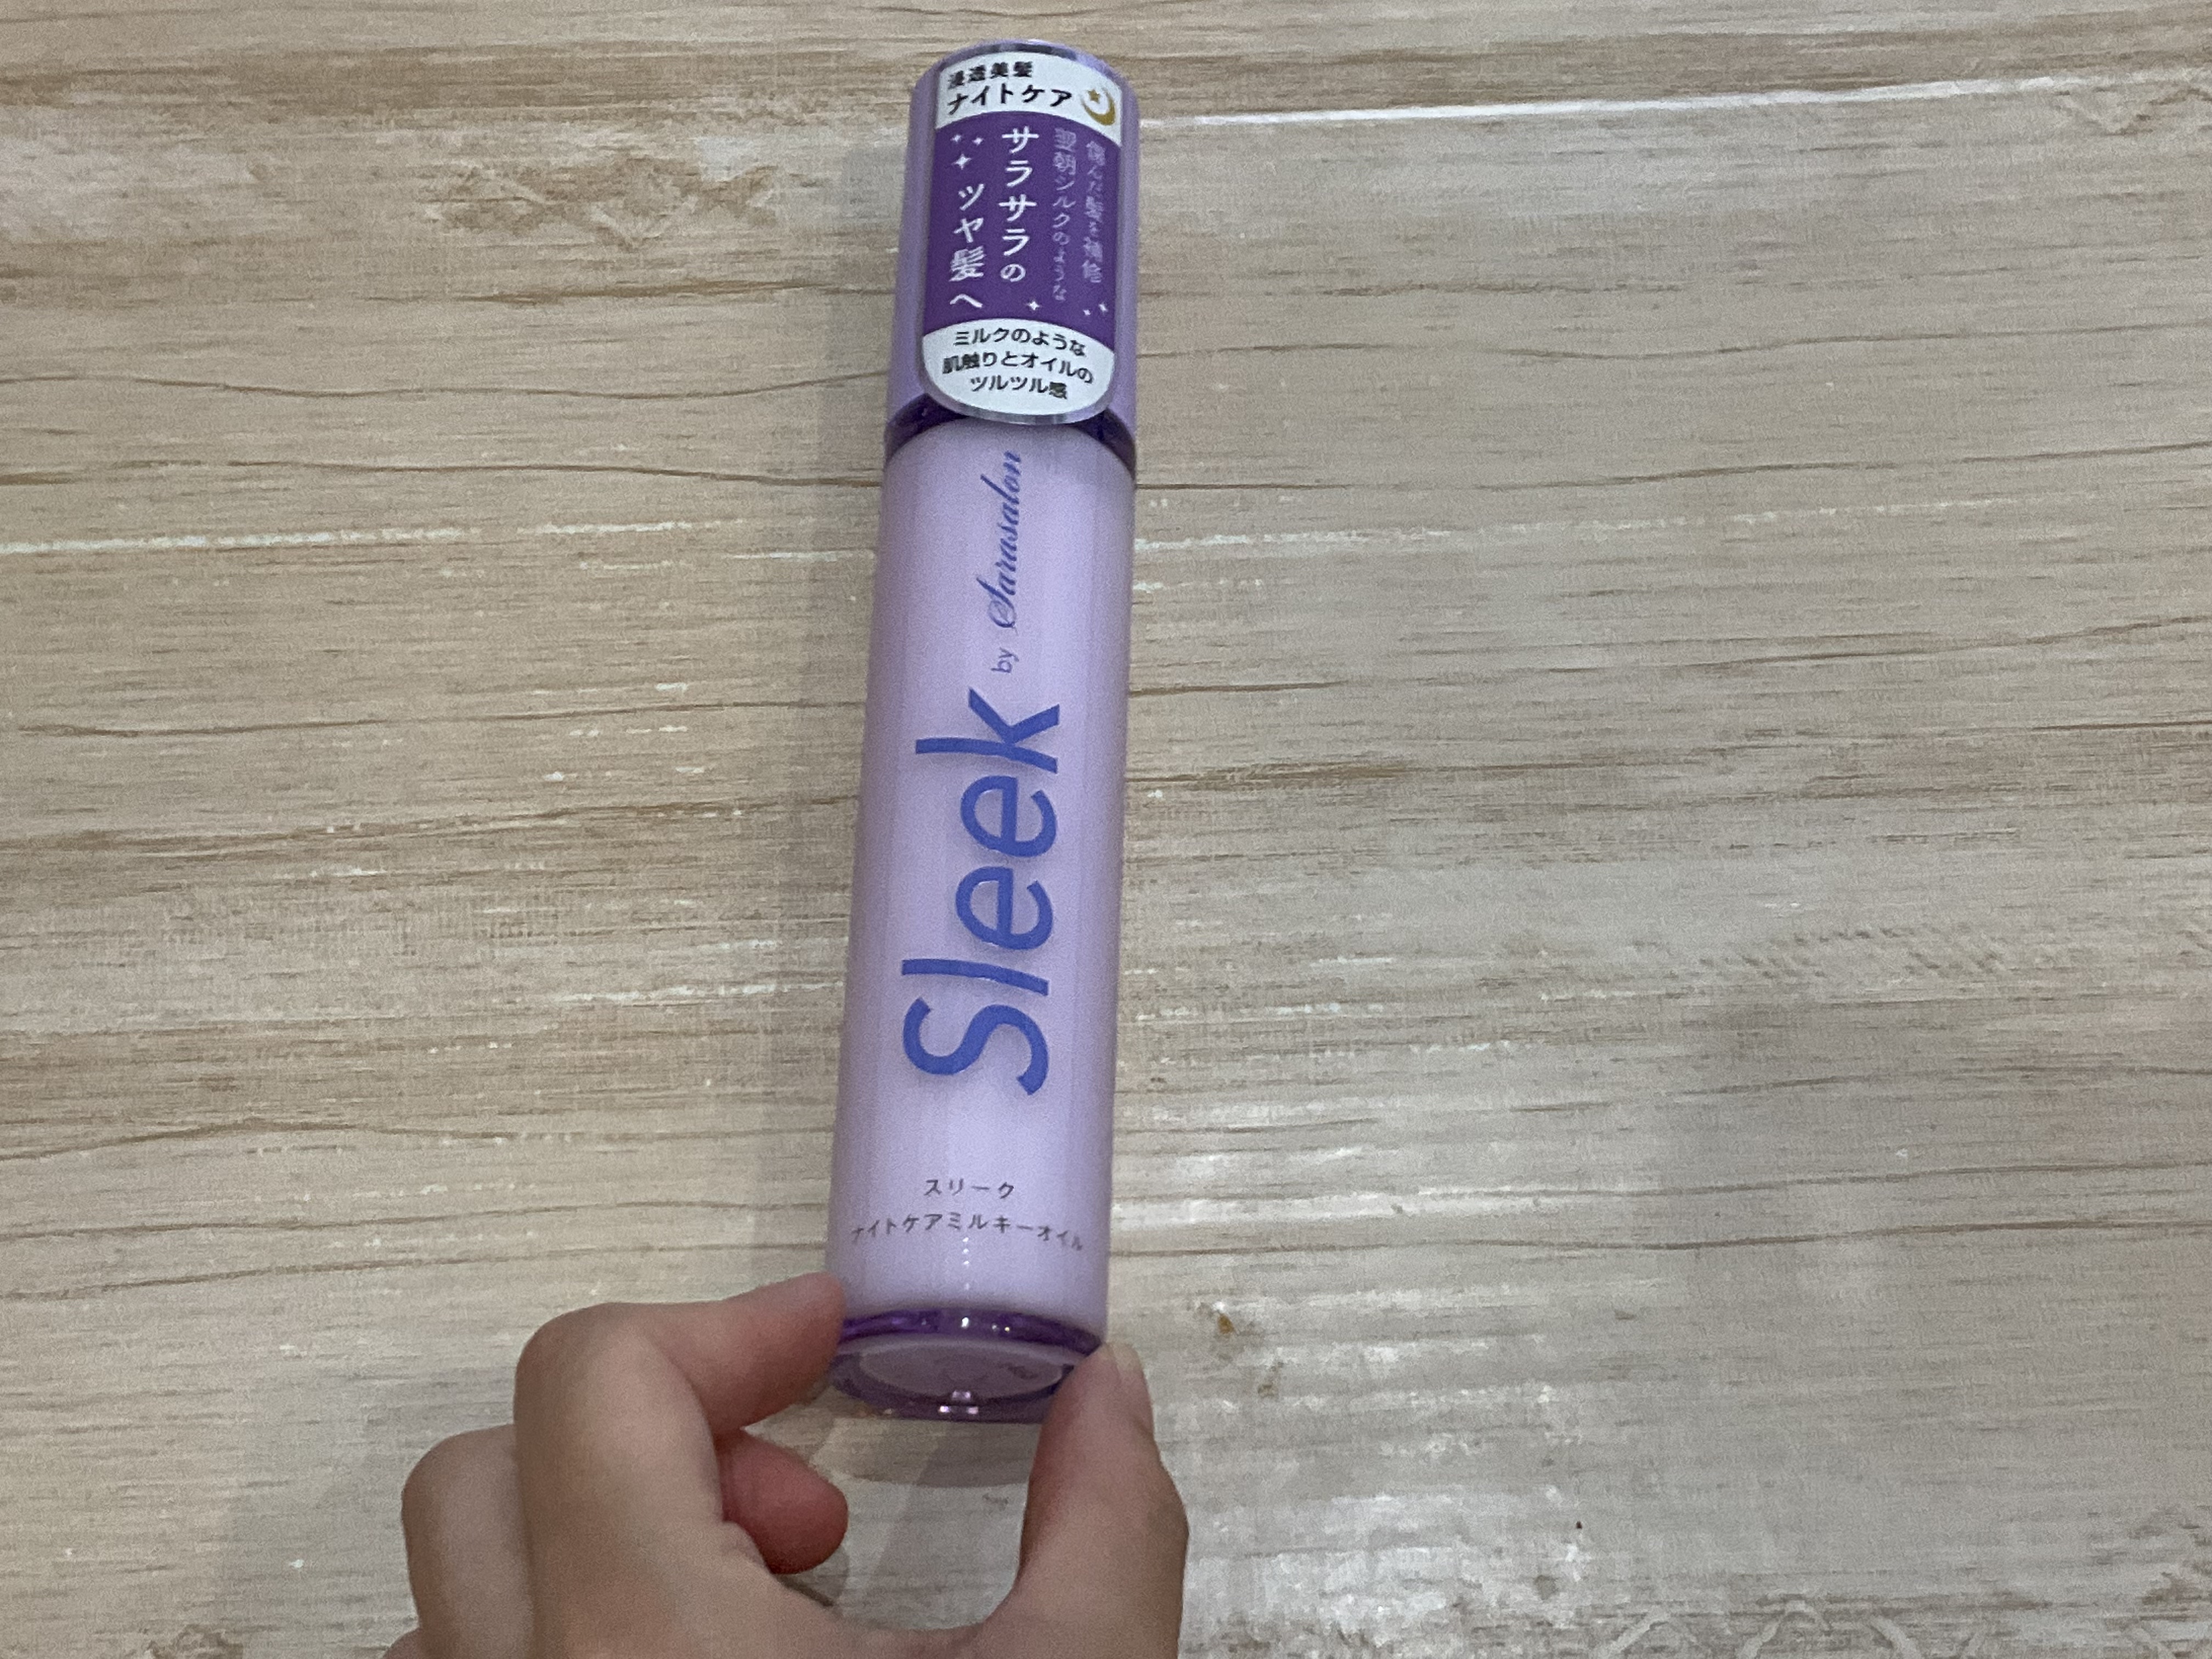 浸透美髪
ナイトケア
傷んだ髪を補修
翌朝シルクのような
サラサラの
ツヤ髪へ
ミルクのような
肌触りとオイルの
ツルツル感
Sleek by Sarasalon
スリーク
ナイトケアミルキーオイル